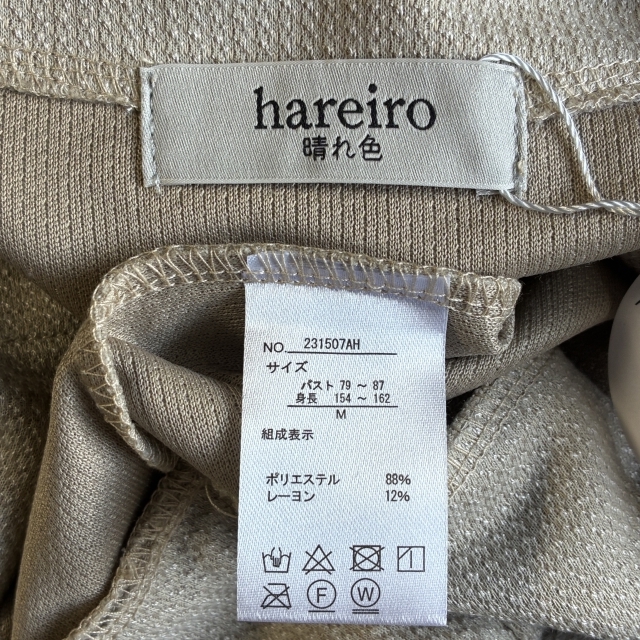 hareiro
晴れ色
NO. 231507AH
サイズ
バスト 79 ～ 87
身長 154 ～ 162
M
組成表示
ポリエステル 88%
レーヨン 12%
F W